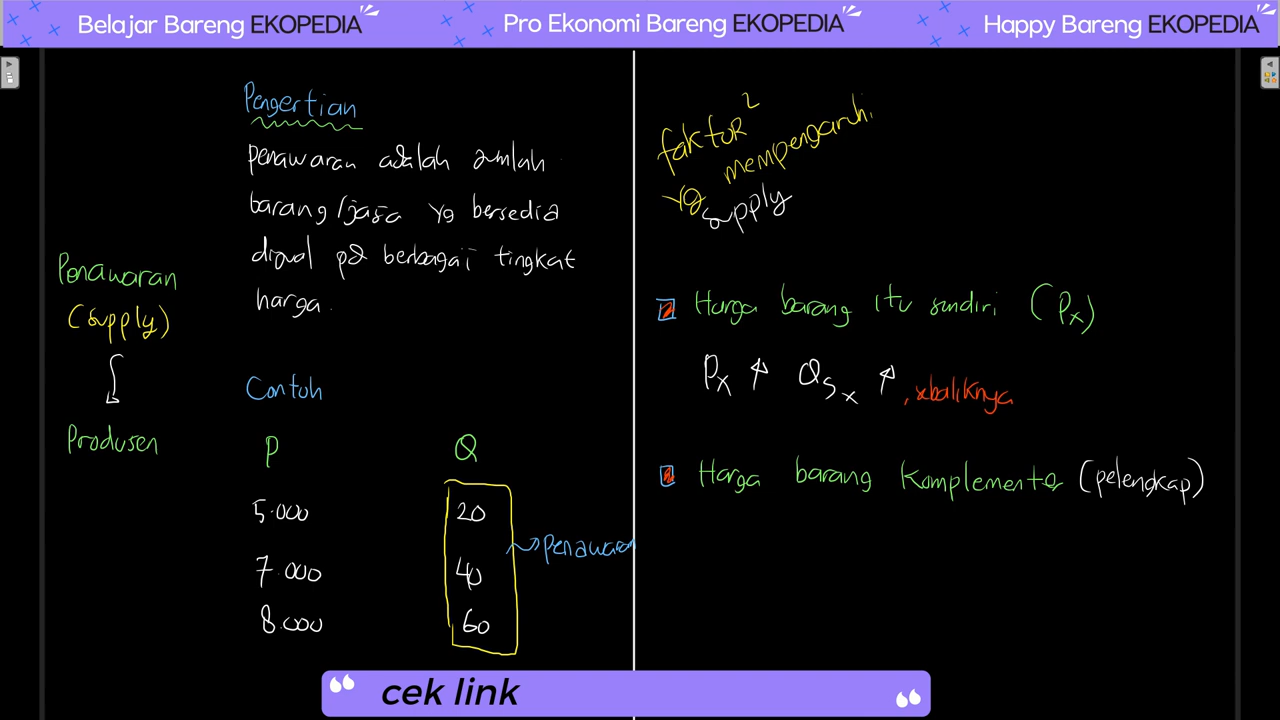 Belajar Bareng EKOPEDIA
Pro Ekonomi Bareng EKOPEDIA
Happy Bareng EKOPEDIA
Penawaran
(Supply)
Produsen
Pengertian
penawaran adalah jumlah
barang/jasa yg bersedia
dijual pd berbagai tingkat
harga.
Contoh
P Q
5.000 20
7.000 40
8.000 60
penawaran
faktor²
yg mempengaruhi
supply
Harga barang itu sendiri (Px)
Px ↑ QSx ↑, sebaliknya
Harga barang Komplementer (pelengkap)
cek link